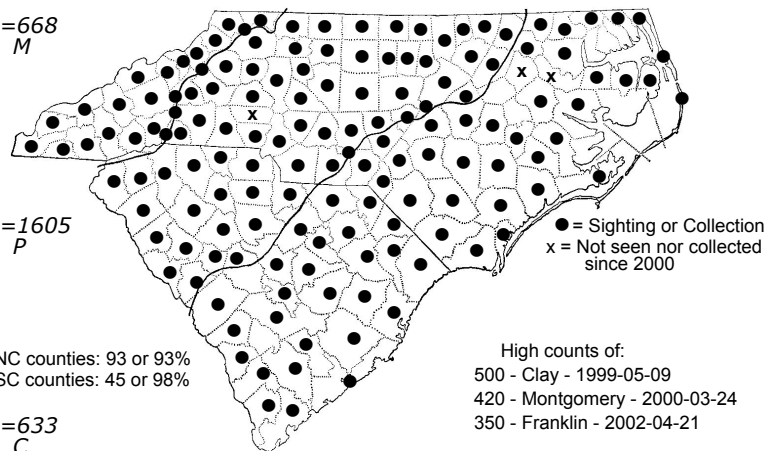 =668
M
=1605
P
=633
C
● = Sighting or Collection
x = Not seen nor collected
since 2000
NC counties: 93 or 93%
SC counties: 45 or 98%
High counts of:
500 - Clay - 1999-05-09
420 - Montgomery - 2000-03-24
350 - Franklin - 2002-04-21
x
x
x